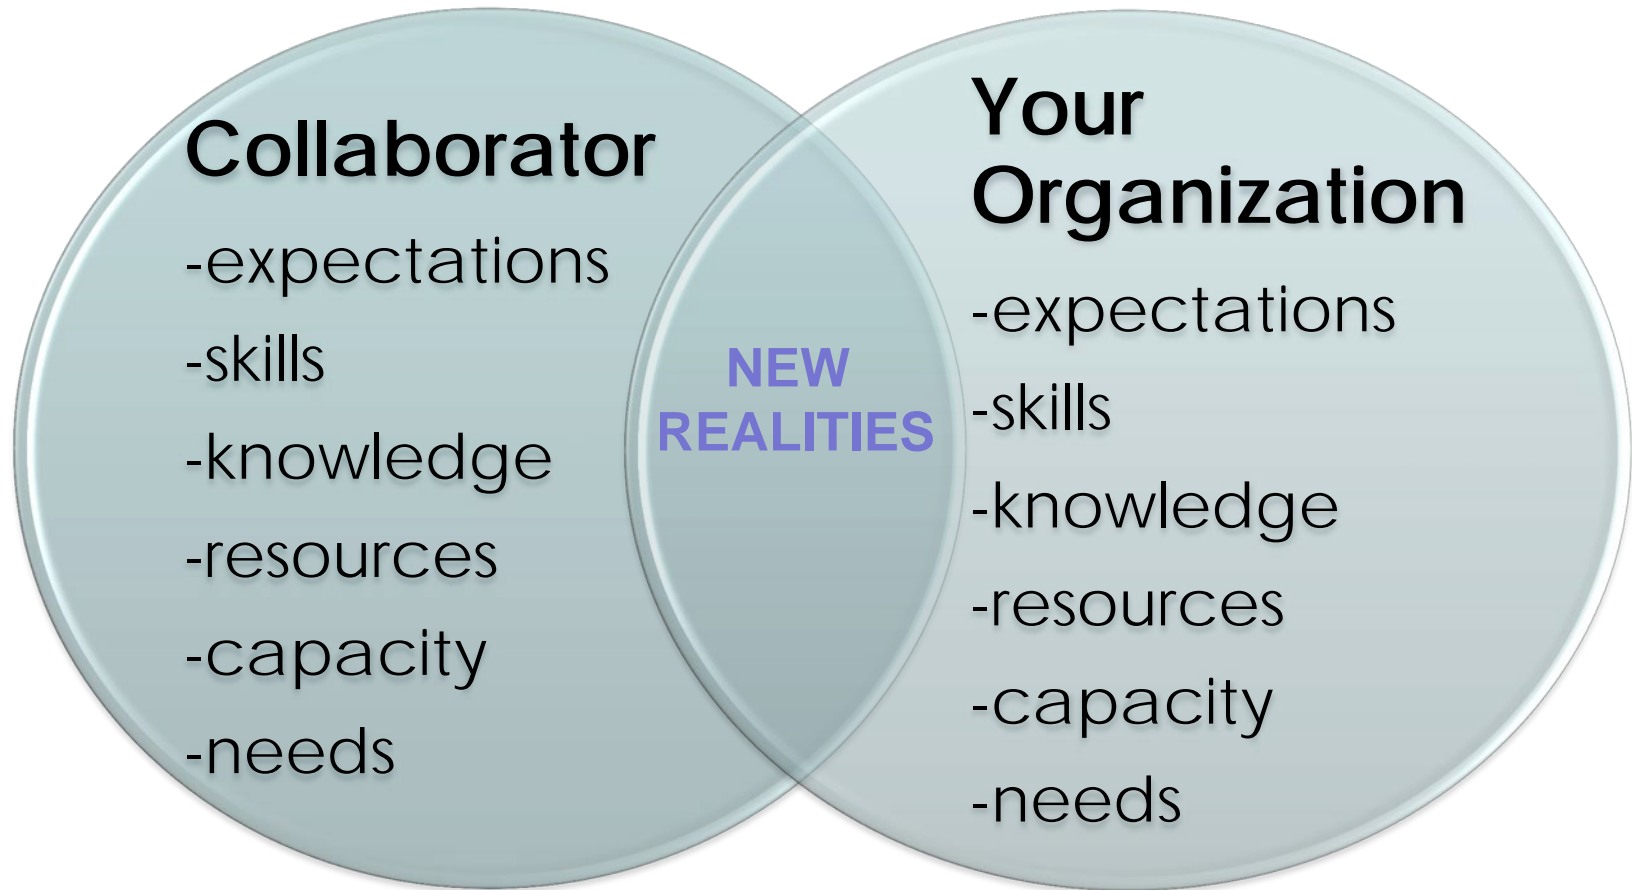 Collaborator
-expectations
-skills
-knowledge
-resources
-capacity
-needs
NEW
REALITIES
Your
Organization
-expectations
-skills
-knowledge
-resources
-capacity
-needs